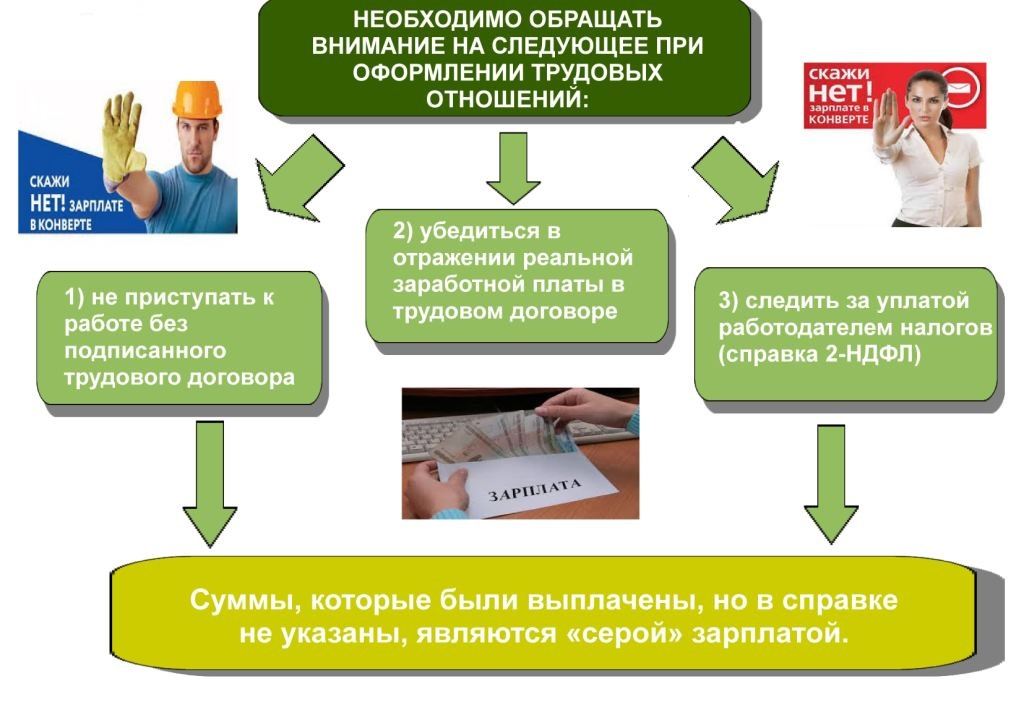 НЕОБХОДИМО ОБРАЩАТЬ
ВНИМАНИЕ НА СЛЕДУЮЩЕЕ ПРИ
ОФОРМЛЕНИИ ТРУДОВЫХ
ОТНОШЕНИЙ:
СКАЖИ
НЕТ! ЗАРПЛАТЕ
В КОНВЕРТЕ
скажи
нет!
зарплате в
КОНВЕРТЕ
1) не приступать к
работе без
подписанного
трудового договора
2) убедиться в
отражении реальной
заработной платы в
трудовом договоре
3) следить за уплатой
работодателем налогов
(справка 2-НДФЛ)
ЗАРПЛАТА
Суммы, которые были выплачены, но в справке
не указаны, являются «серой» зарплатой.